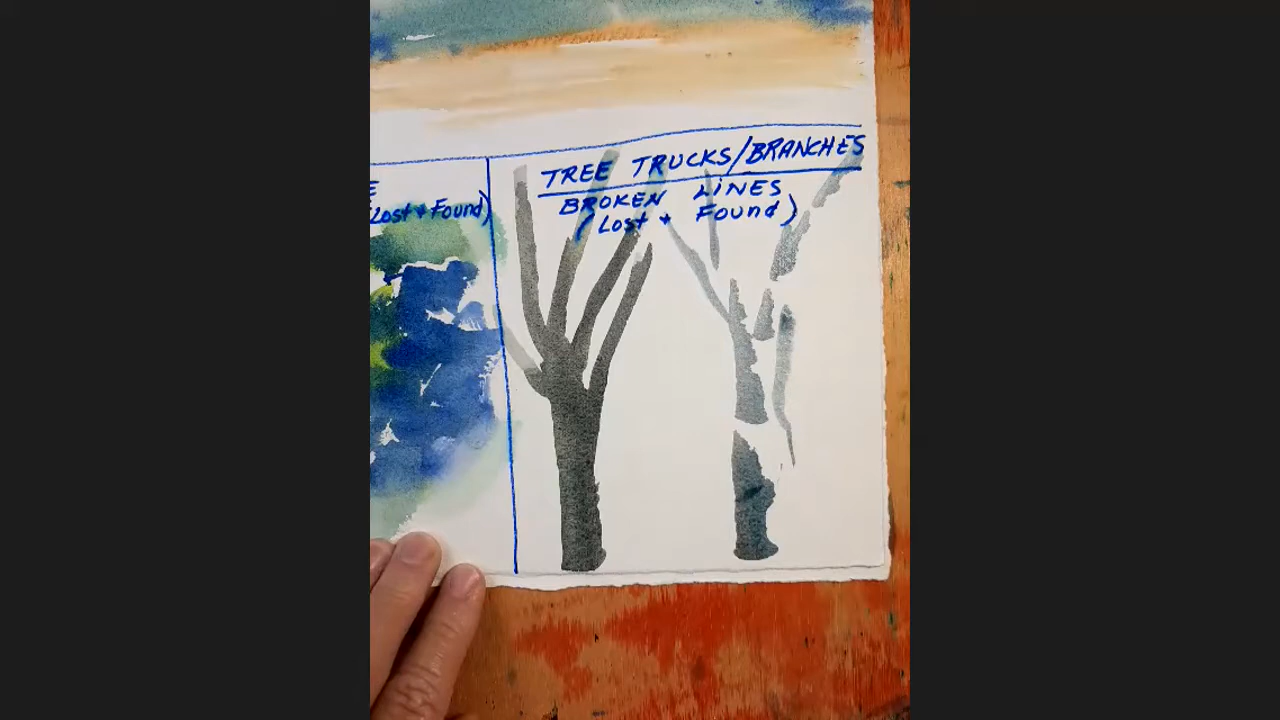 E
(Lost + Found)
TREE TRUCKS/BRANCHES
BROKEN LINES
(Lost + Found)